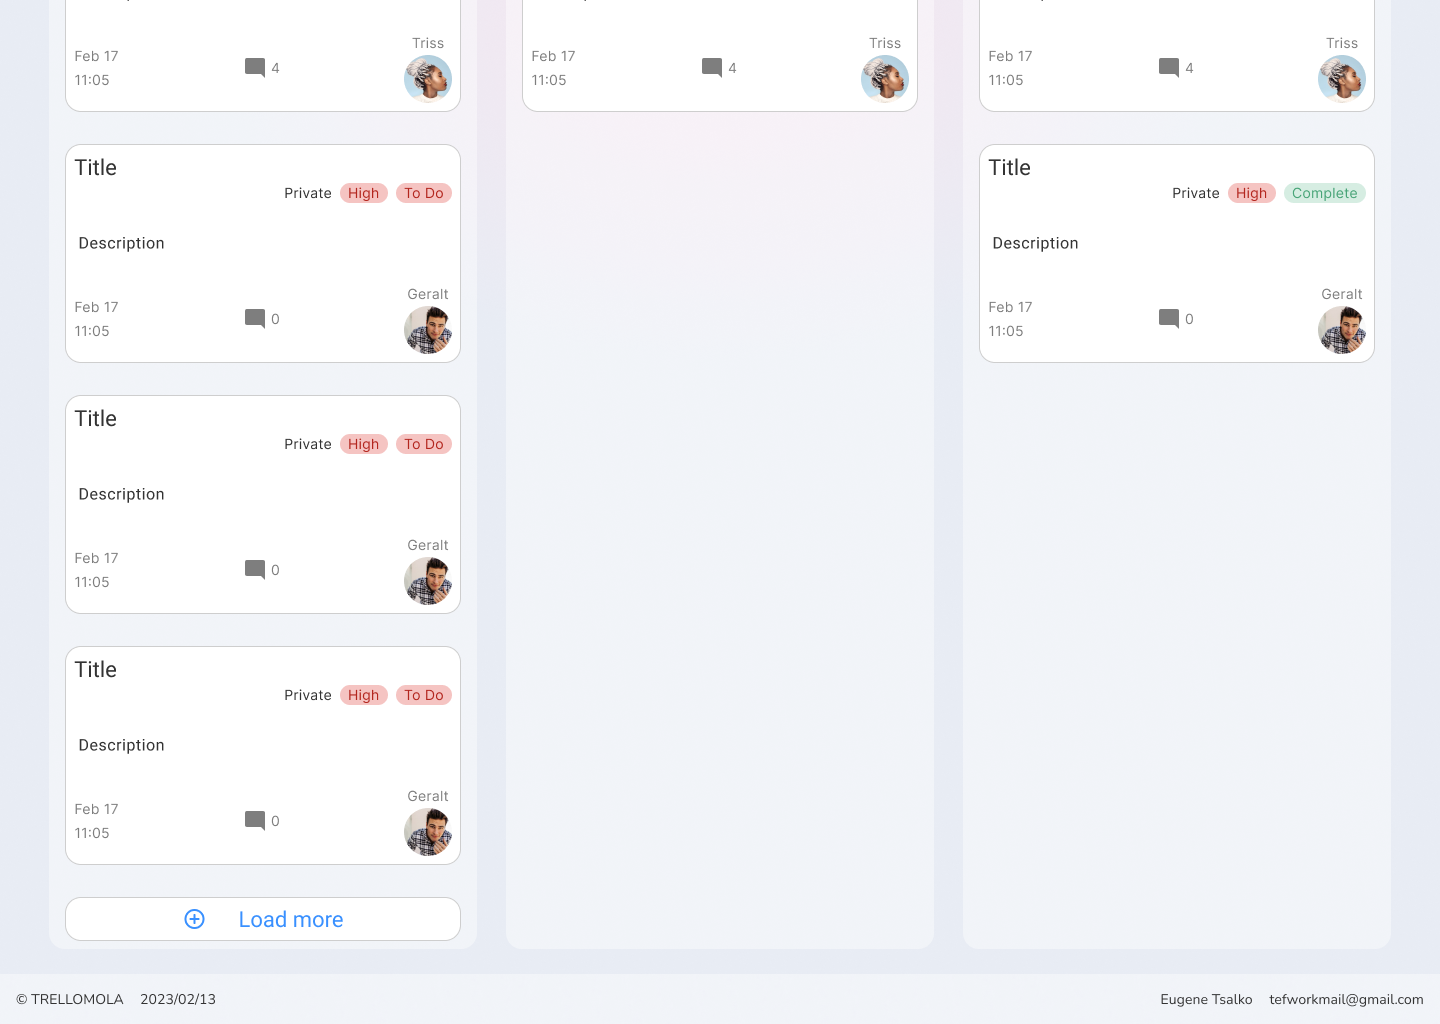 Triss
Feb 17
4
11:05
Triss
Feb 17
4
11:05
Triss
Feb 17
4
11:05
Title
Private High To Do
Description
Geralt
Feb 17
0
11:05
Title
Private High Complete
Description
Geralt
Feb 17
0
11:05
Title
Private High To Do
Description
Geralt
Feb 17
0
11:05
Title
Private High To Do
Description
Geralt
Feb 17
0
11:05
Load more
© TRELLOMOLA 2023/02/13
Eugene Tsalko tefworkmail@gmail.com